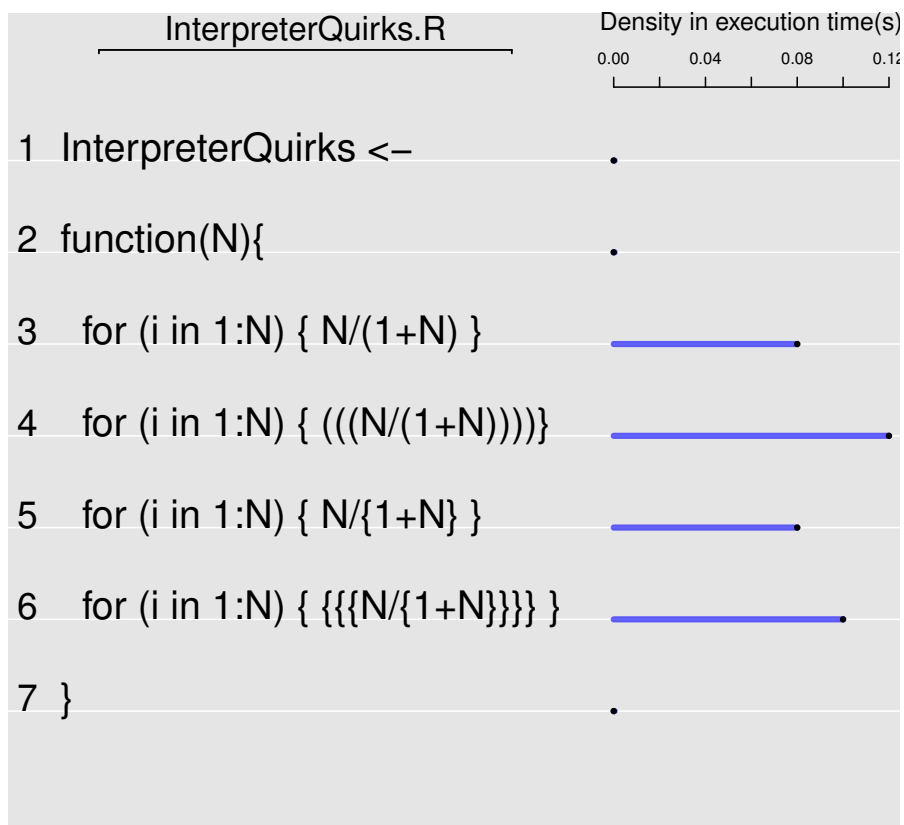 InterpreterQuirks.R
Density in execution time(s)
0.00 0.04 0.08 0.12
1 InterpreterQuirks <−
2 function(N){
3 for (i in 1:N) { N/(1+N) }
4 for (i in 1:N) { (((N/(1+N))))}
5 for (i in 1:N) { N/{1+N} }
6 for (i in 1:N) { {{{N/{1+N}}}} }
7 }